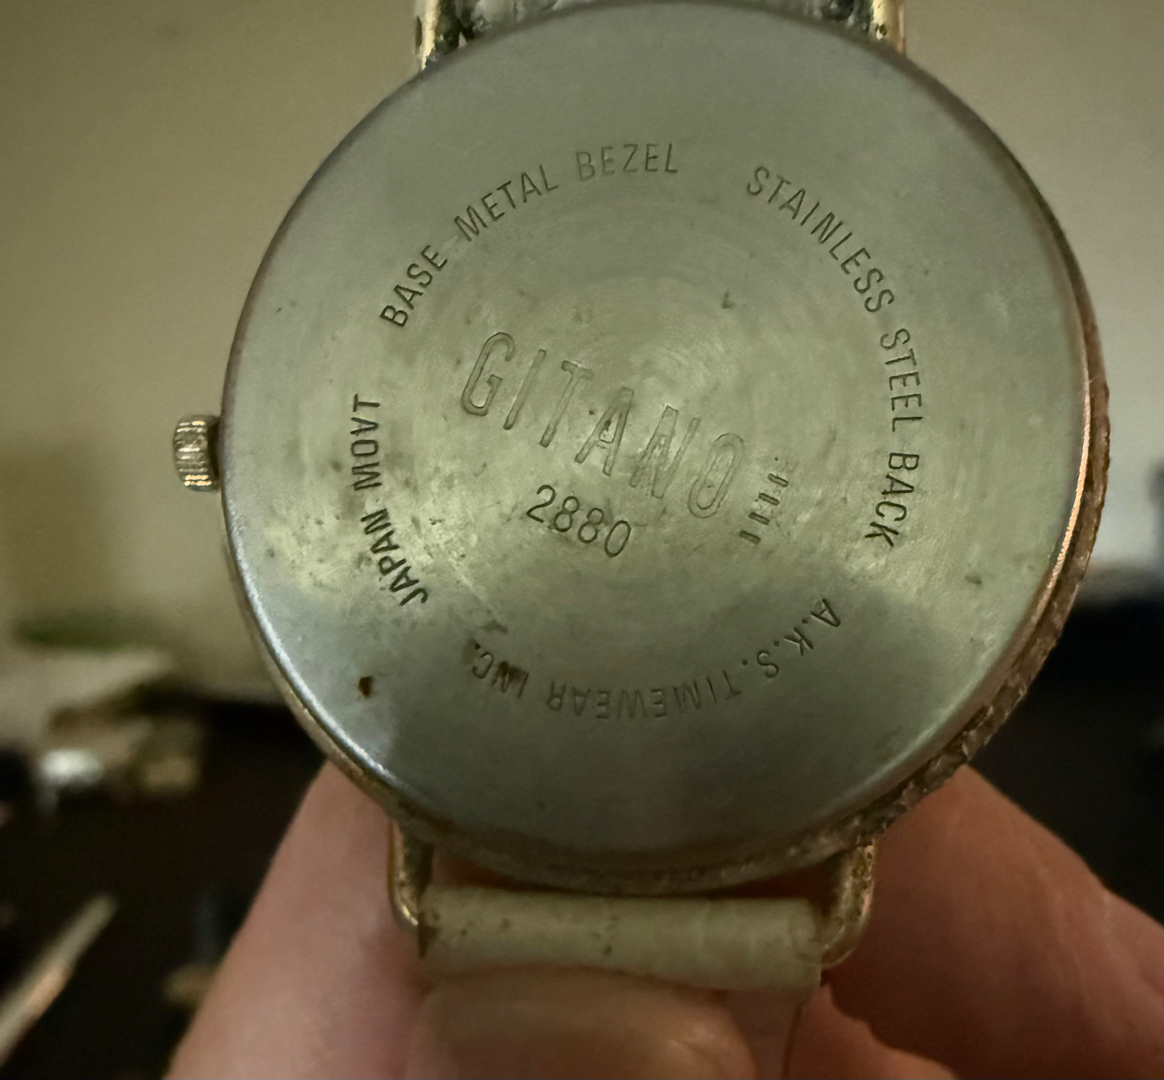 BASE METAL BEZEL
STAINLESS STEEL BACK
GITANO
2880
JAPAN MOVT
A.K.S. TIMEWEAR INC.